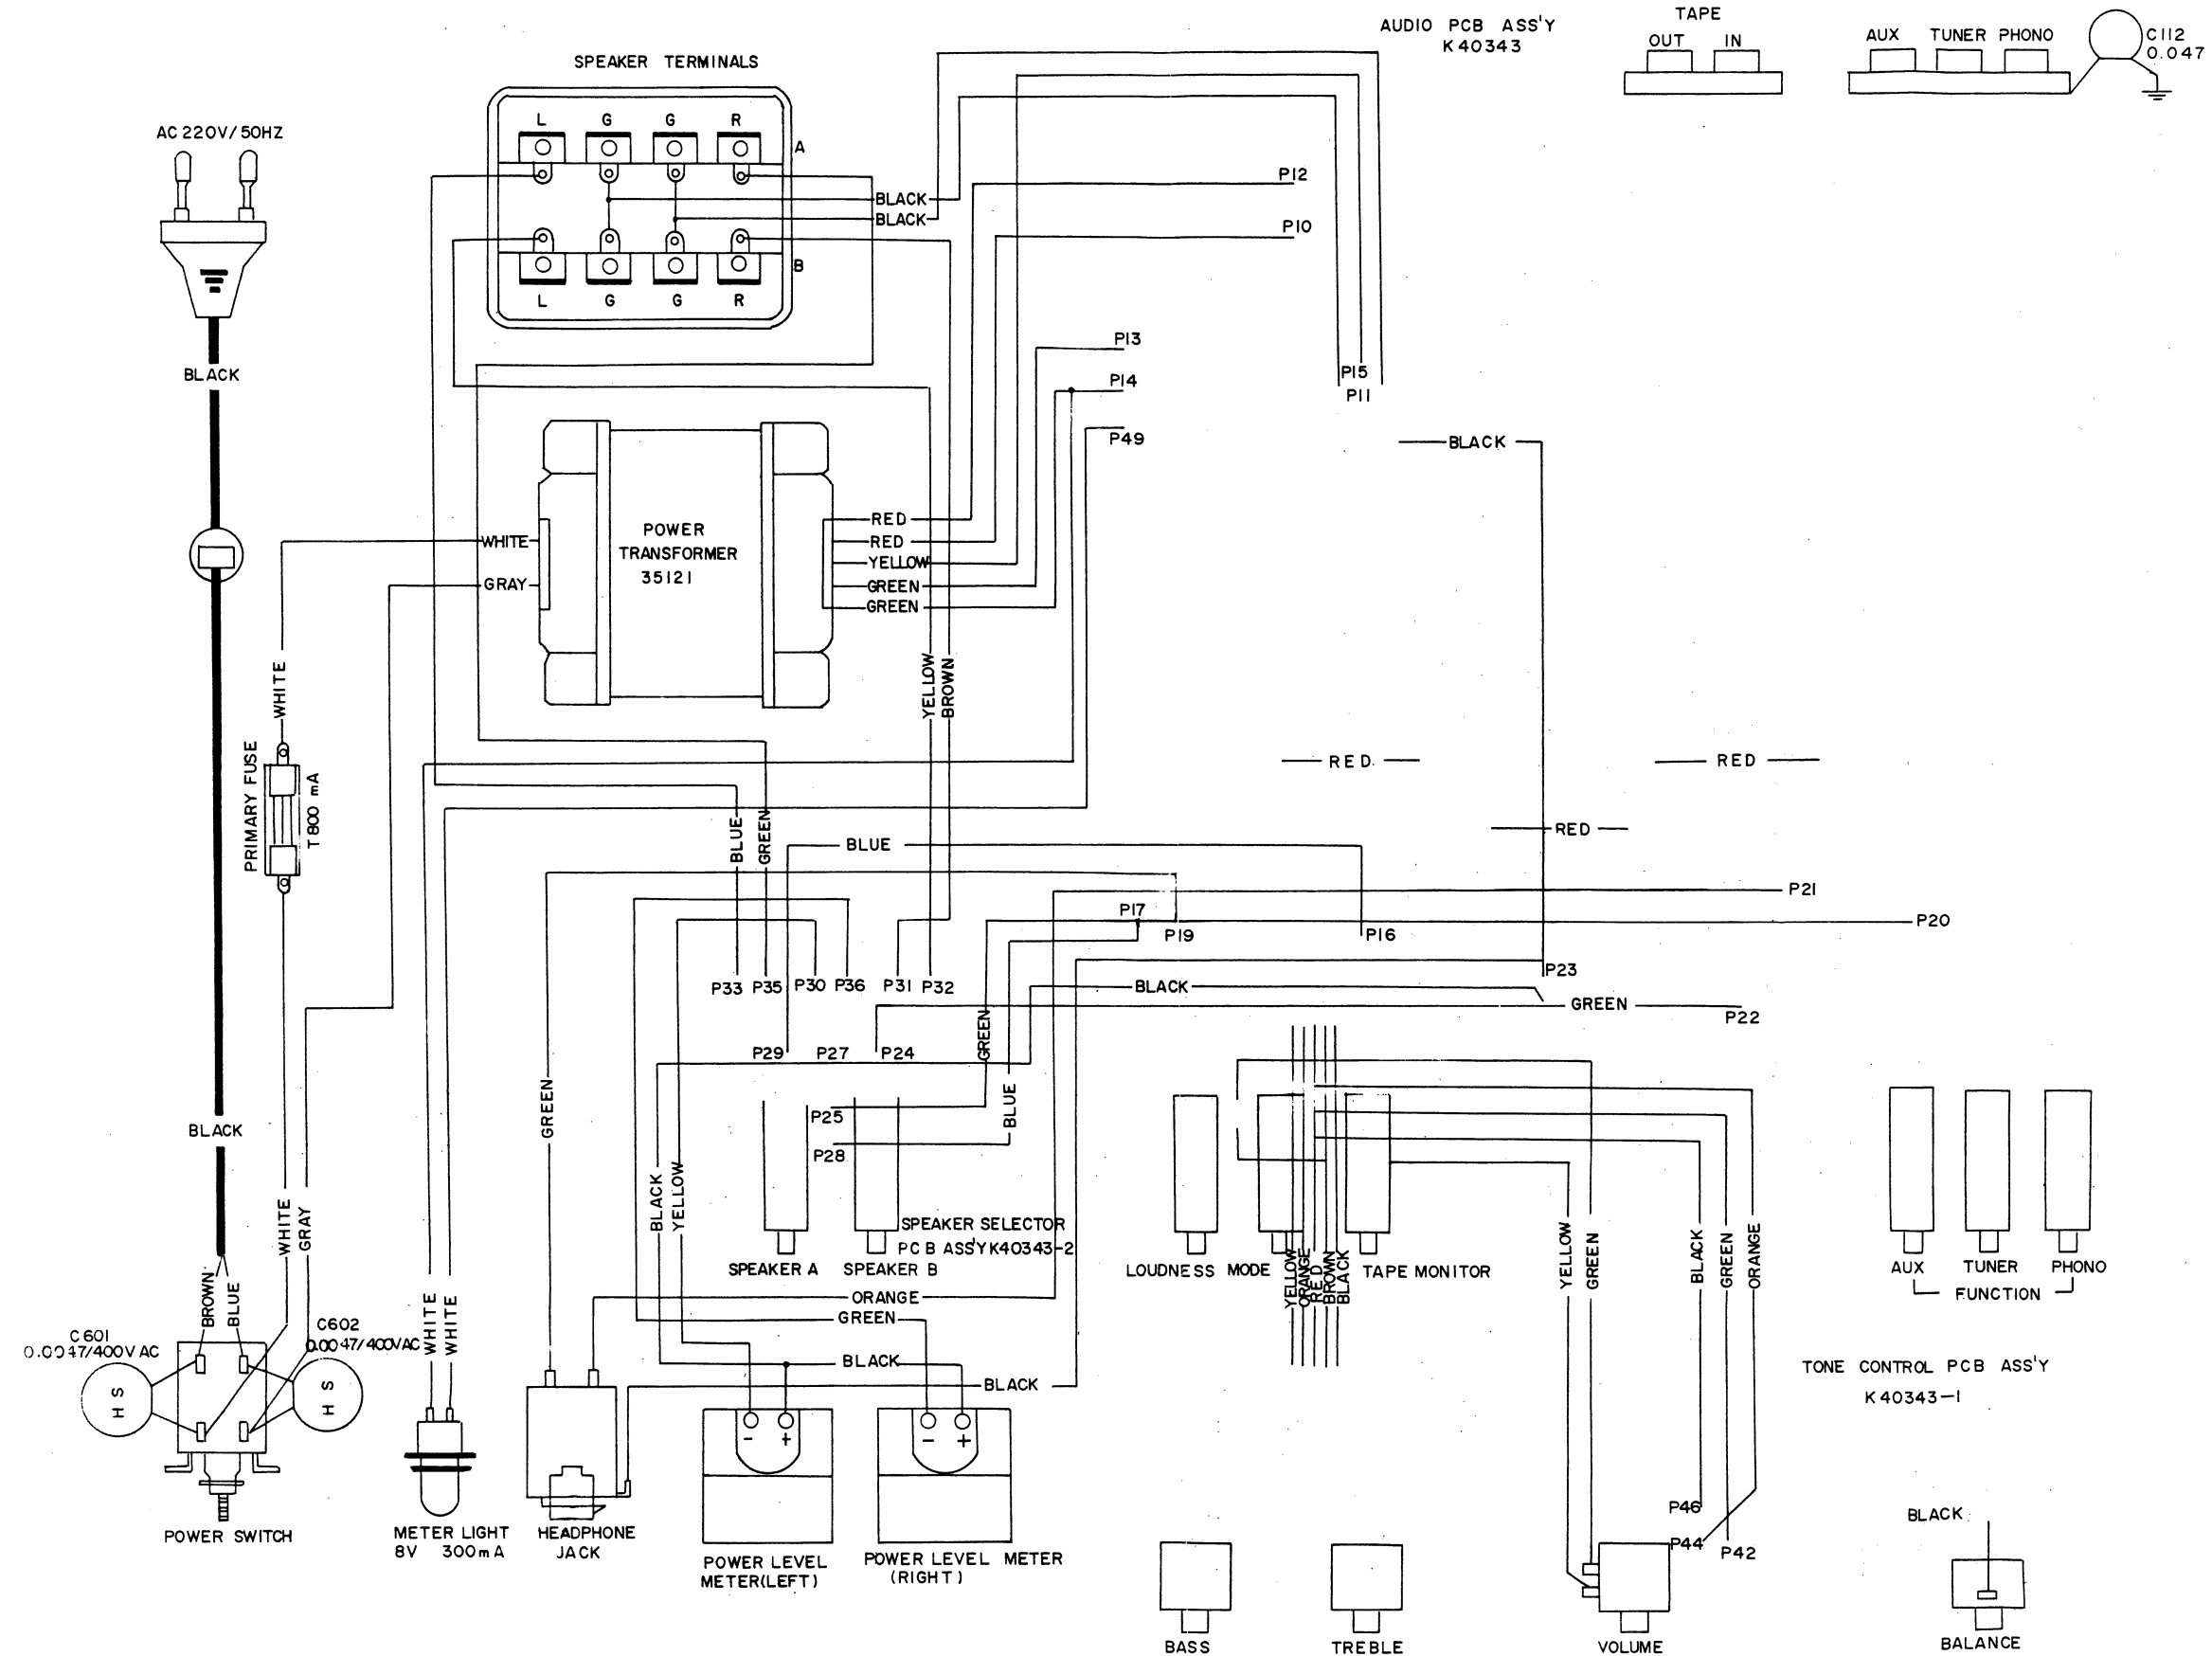 AUDIO PCB ASS'Y
K40343
TAPE
OUT IN
AUX TUNER PHONO
C112
0.047
SPEAKER TERMINALS
L G G R
A
B
L G G R
AC 220V/50HZ
BLACK
BLACK
BLACK
P12
P10
P13
P14
P49
P15
P11
BLACK
BLACK
POWER
TRANSFORMER
35121
WHITE
GRAY
RED
RED
YELLOW
GREEN
GREEN
WHITE
PRIMARY FUSE
T800 mA
YELLOW
BROWN
RED.
RED
RED
BLUE
GREEN
BLUE
P21
P17
P19
P16
P20
P33 P35 P30 P36 P31 P32
P23
BLACK
GREEN
P22
P29 P27 P24
GREEN
GREEN
BLUE
P25
P28
BLACK
YELLOW
BLACK
WHITE
GRAY
SPEAKER SELECTOR
PCB ASS'Y K40343-2
SPEAKER A SPEAKER B
LOUDNESS MODE
TAPE MONITOR
YELLOW
ORANGE
RED
BROWN
BLACK
YELLOW
GREEN
BLACK
GREEN
ORANGE
AUX TUNER PHONO
FUNCTION
BROWN
BLUE
C601
0.0047/400VAC
C602
0.0047/400VAC
WHITE
WHITE
ORANGE
GREEN
BLACK
BLACK
TONE CONTROL PCB ASS'Y
K40343-1
S H
S H
- +
- +
POWER SWITCH
METER LIGHT
8V 300mA
HEADPHONE
JACK
POWER LEVEL
METER(LEFT)
POWER LEVEL METER
(RIGHT)
P46
P44
P42
BLACK
BASS
TREBLE
VOLUME
BALANCE